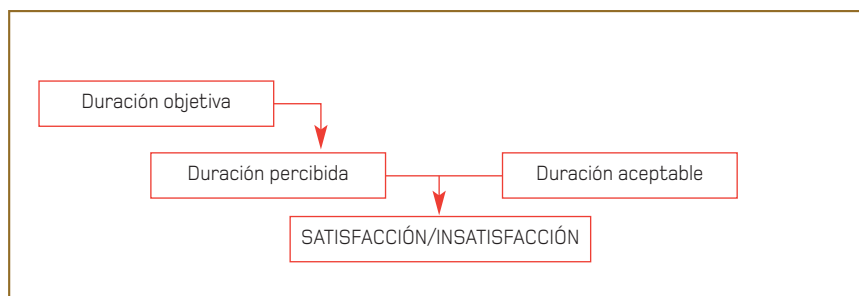 Duración objetiva
Duración percibida
Duración aceptable
SATISFACCIÓN/INSATISFACCIÓN